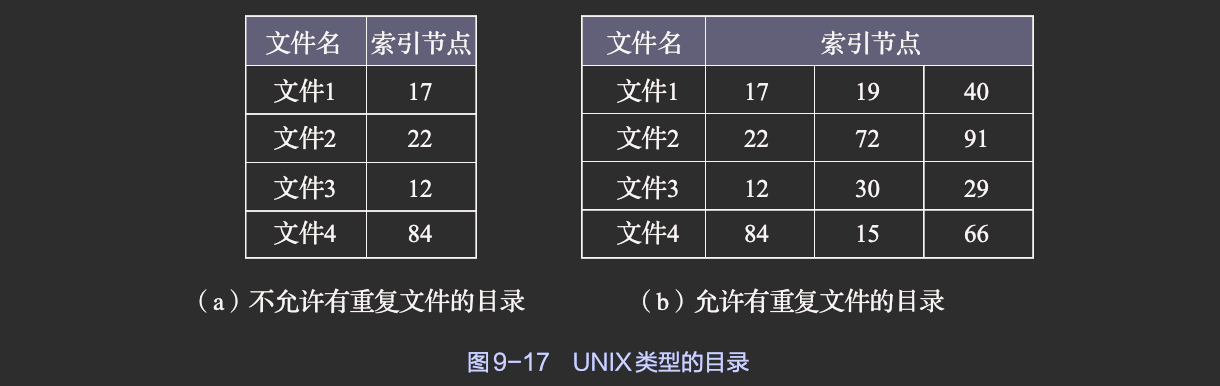 文件名 索引节点
文件1 17
文件2 22
文件3 12
文件4 84
（a）不允许有重复文件的目录
文件名 索引节点
文件1 17 19 40
文件2 22 72 91
文件3 12 30 29
文件4 84 15 66
（b）允许有重复文件的目录
图9-17 UNIX类型的目录